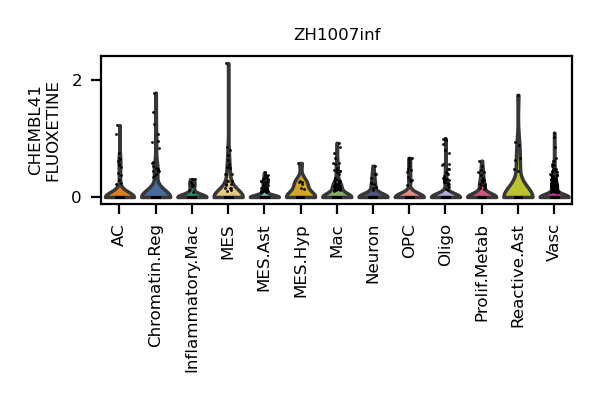 ZH1007inf
CHEMBL41
FLUOXETINE
2
0
AC
Chromatin.Reg
Inflammatory.Mac
MES
MES.Ast
MES.Hyp
Mac
Neuron
OPC
Oligo
Prolif.Metab
Reactive.Ast
Vasc